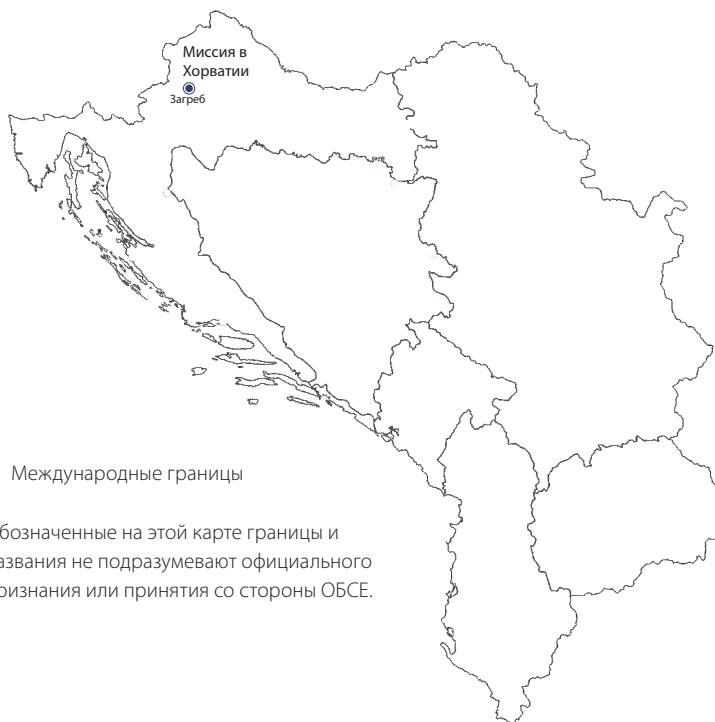 Миссия в
Хорватии
Загреб
Международные границы
бозначенные на этой карте границы и
азвания не подразумевают официального
ризнания или принятия со стороны ОБСЕ.